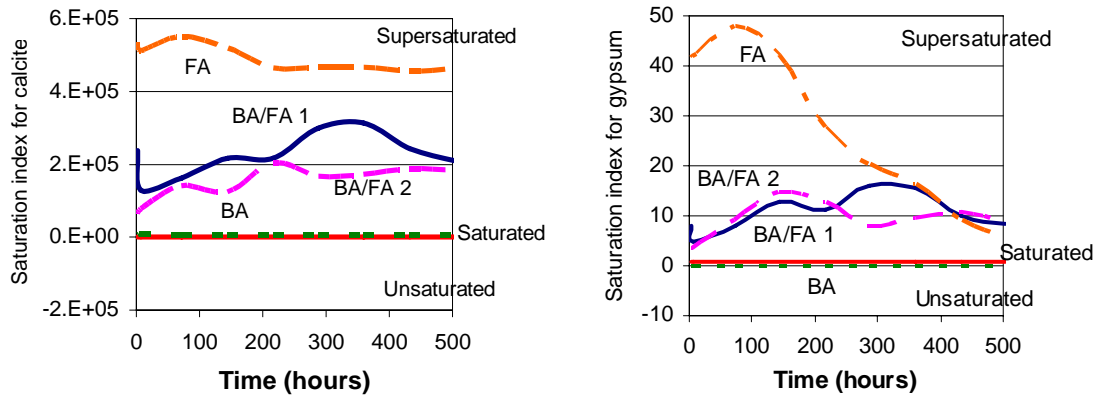 Saturation index for calcite
6.E+05
4.E+05
2.E+05
0.E+00
-2.E+05
Supersaturated
FA
BA/FA 1
BA/FA 2
BA
Saturated
Unsaturated
0 100 200 300 400 500
Time (hours)
Saturation index for gypsum
50
40
30
20
10
0
-10
Supersaturated
FA
BA/FA 2
BA/FA 1
Saturated
BA
Unsaturated
0 100 200 300 400 500
Time (hours)